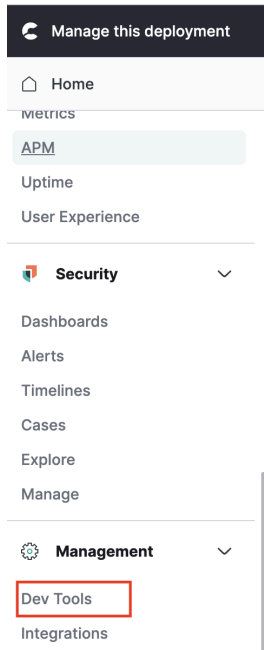 Manage this deployment
Home
Metrics
APM
Uptime
User Experience
Security
Dashboards
Alerts
Timelines
Cases
Explore
Manage
Management
Dev Tools
Integrations